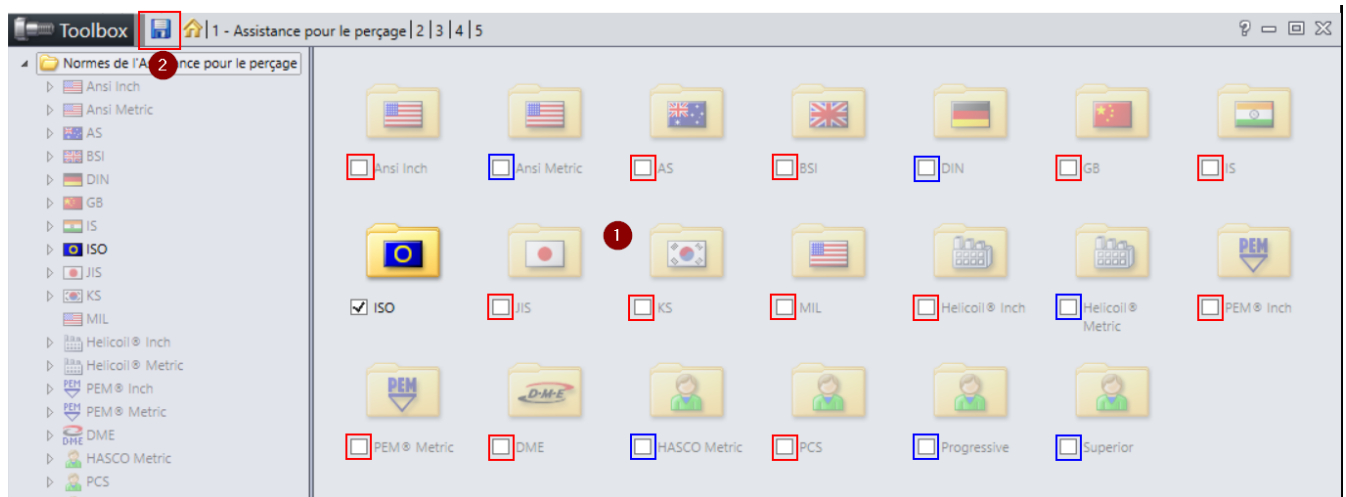 Toolbox 1 - Assistance pour le perçage 2 3 4 5
2
Normes de l'A nce pour le perçage
Ansi Inch
Ansi Metric
AS
BSI
DIN
GB
IS
ISO
JIS
KS
MIL
Helicoil® Inch
Helicoil® Metric
PEM® Inch
PEM® Metric
DME
HASCO Metric
PCS
Ansi Inch Ansi Metric AS BSI DIN GB IS
1
PEM
ISO JIS KS MIL Helicoil® Inch Helicoil® Metric PEM® Inch
PEM D-M-E
PEM® Metric DME HASCO Metric PCS Progressive Superior